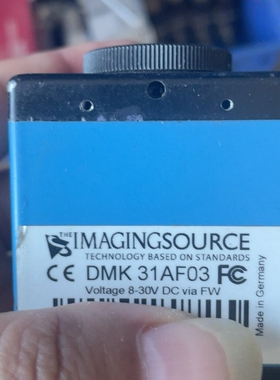 THE IMAGINGSOURCE
TECHNOLOGY BASED ON STANDARDS
CE DMK 31AF03 FC
Voltage 8-30V DC via FW
Made in Germany